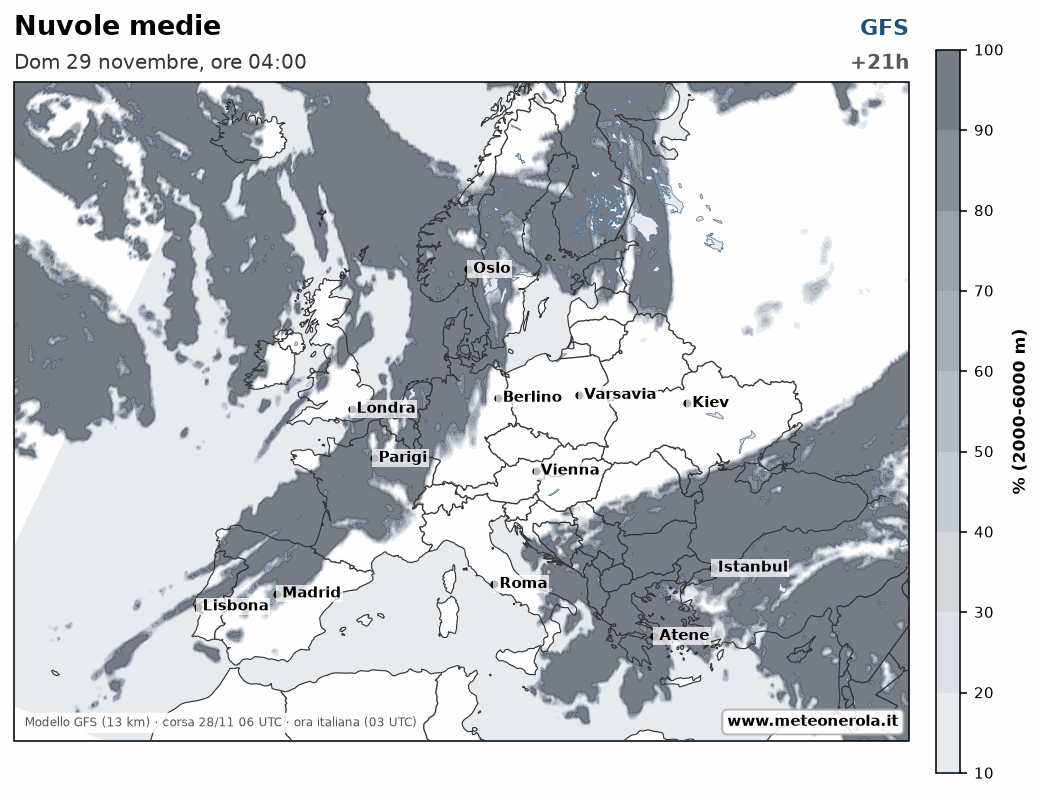 Nuvole medie
GFS
Dom 29 novembre, ore 04:00
+21h
100
90
80
70
60
50
40
30
20
10
% (2000-6000 m)
Oslo
Berlino
Varsavia
Kiev
Londra
Parigi
Vienna
Istanbul
Roma
Madrid
Lisbona
Atene
Modello GFS (13 km) · corsa 28/11 06 UTC · ora italiana (03 UTC)
www.meteonerola.it